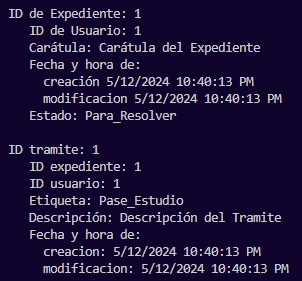 ID de Expediente: 1
ID de Usuario: 1
Carátula: Carátula del Expediente
Fecha y hora de:
creación 5/12/2024 10:40:13 PM
modificacion 5/12/2024 10:40:13 PM
Estado: Para_Resolver
ID tramite: 1
ID expediente: 1
ID usuario: 1
Etiqueta: Pase_Estudio
Descripción: Descripción del Tramite
Fecha y hora de:
creacion: 5/12/2024 10:40:13 PM
modificacion: 5/12/2024 10:40:13 PM